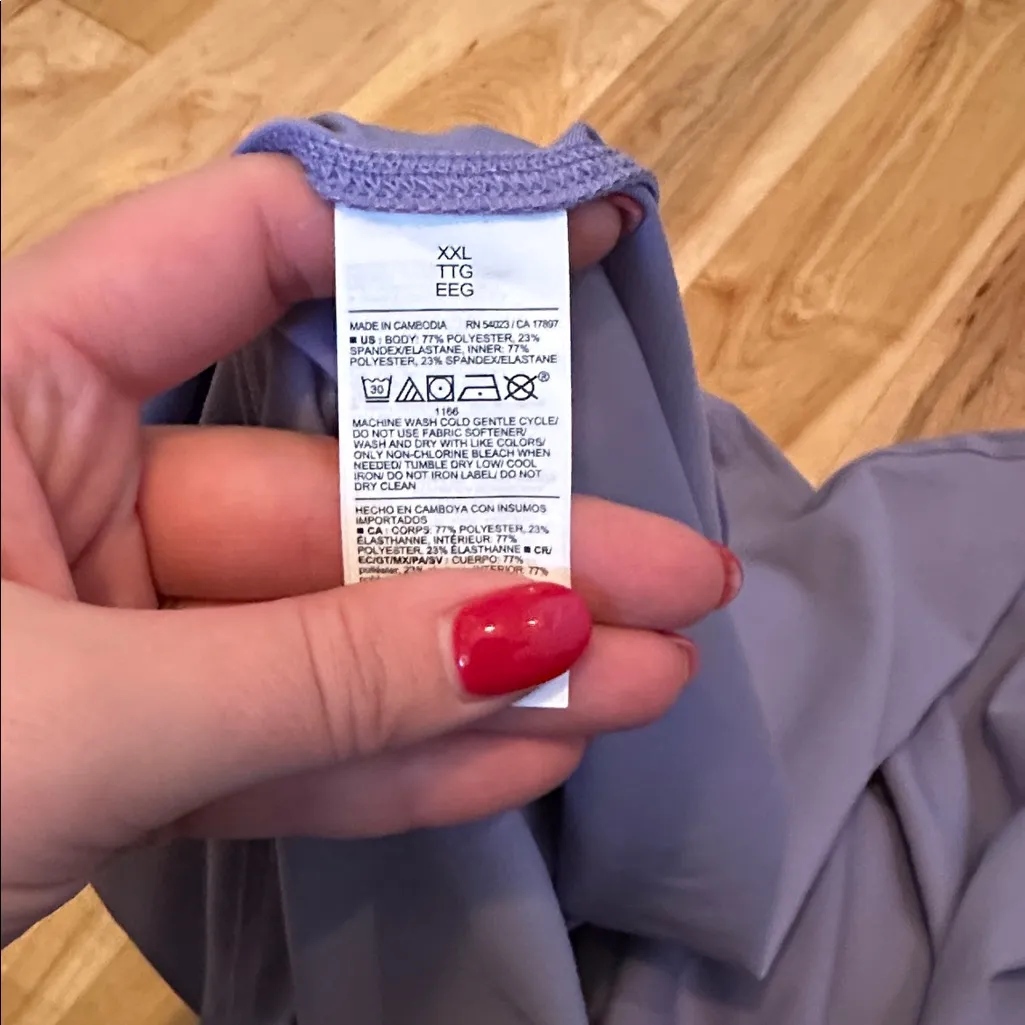 XXL
TTG
EEG
MADE IN CAMBODIA RN 54023 / CA 17897
■ US : BODY: 77% POLYESTER, 23%
SPANDEX/ELASTANE, INNER: 77%
POLYESTER, 23% SPANDEX/ELASTANE
30 ®
1166
MACHINE WASH COLD GENTLE CYCLE/
DO NOT USE FABRIC SOFTENER/
WASH AND DRY WITH LIKE COLORS/
ONLY NON-CHLORINE BLEACH WHEN
NEEDED/ TUMBLE DRY LOW/ COOL
IRON/ DO NOT IRON LABEL/ DO NOT
DRY CLEAN
HECHO EN CAMBOYA CON INSUMOS
IMPORTADOS
■ CA : CORPS: 77% POLYESTER, 23%
ÉLASTHANNE, INTÉRIEUR: 77%
POLYESTER, 23% ÉLASTHANNE ■ CR/
EC/GT/MX/PA/SV : CUERPO: 77%
poliéster, 23% INTERIOR: 77%